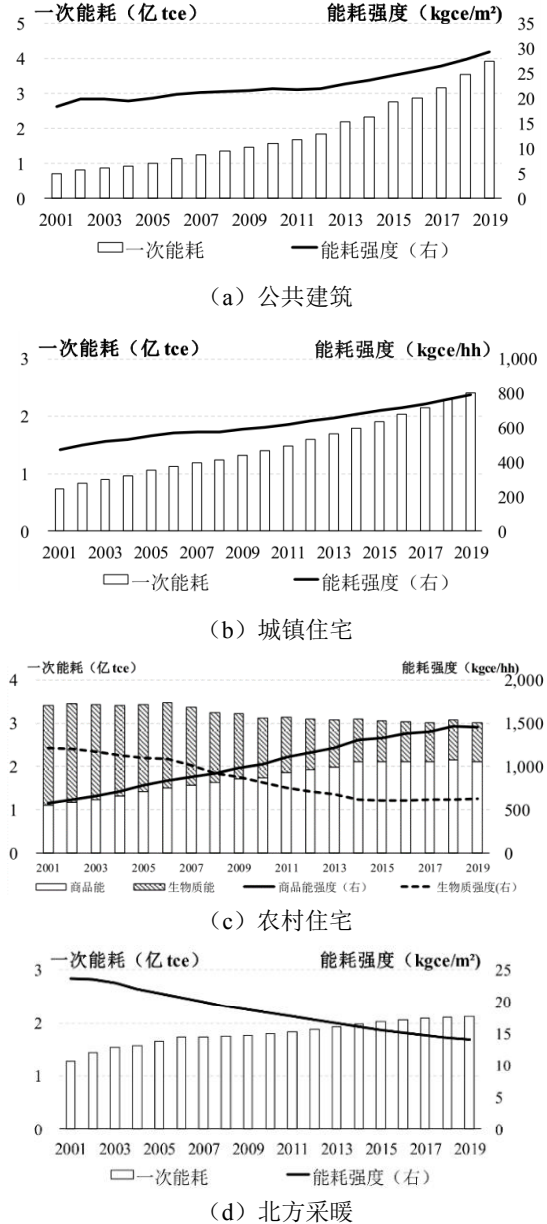 一次能耗（亿 tce） 能耗强度（kgce/m²）
5 35
30
4
25
3 20
2 15
10
1
5
0 0
2001 2003 2005 2007 2009 2011 2013 2015 2017 2019
一次能耗 能耗强度（右）
（a）公共建筑
一次能耗（亿 tce） 能耗强度（kgce/hh）
3 1,000
800
2
600
400
1
200
0 0
2001 2003 2005 2007 2009 2011 2013 2015 2017 2019
一次能耗 能耗强度（右）
（b）城镇住宅
一次能耗（亿 tce） 能耗强度（kgce/hh）
4 2,000
3 1,500
2 1,000
1 500
0 0
2001 2003 2005 2007 2009 2011 2013 2015 2017 2019
商品能 生物质能 商品能强度（右） 生物质强度(右)
（c）农村住宅
一次能耗（亿 tce） 能耗强度（kgce/m²）
3 25
20
2
15
10
1
5
0 0
2001 2003 2005 2007 2009 2011 2013 2015 2017 2019
一次能耗 能耗强度（右）
（d）北方采暖